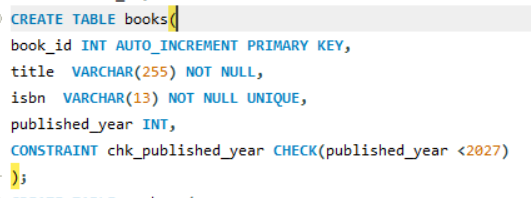 CREATE TABLE books(
book_id INT AUTO_INCREMENT PRIMARY KEY,
title  VARCHAR(255) NOT NULL,
isbn  VARCHAR(13) NOT NULL UNIQUE,
published_year INT,
CONSTRAINT chk_published_year CHECK(published_year <2027)
);